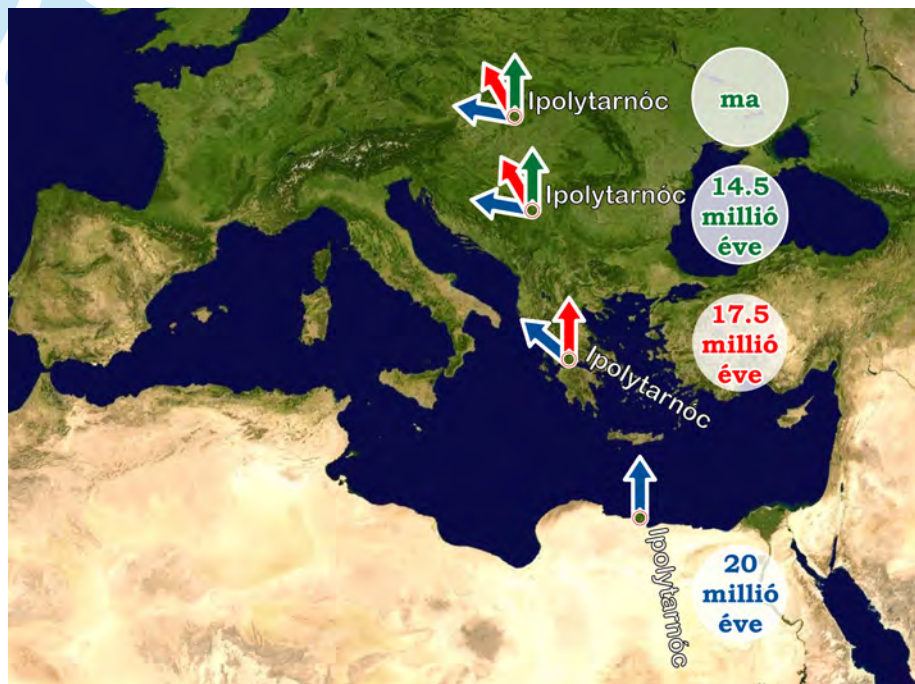 Ipolytarnóc
ma
Ipolytarnóc
14.5
millió
éve
17.5
millió
éve
Ipolytarnóc
20
millió
éve
Ipolytarnóc